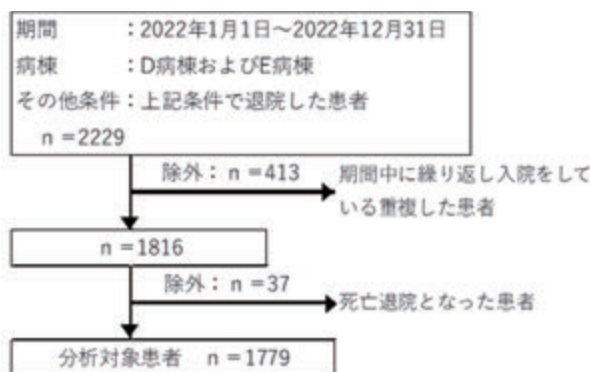 期間　　　：2022年1月1日～2022年12月31日
病棟　　　：D病棟およびE病棟
その他条件：上記条件で退院した患者
n＝2229
除外：n＝413
期間中に繰り返し入院をして
いる重複した患者
n＝1816
除外：n＝37
死亡退院となった患者
分析対象患者　n＝1779